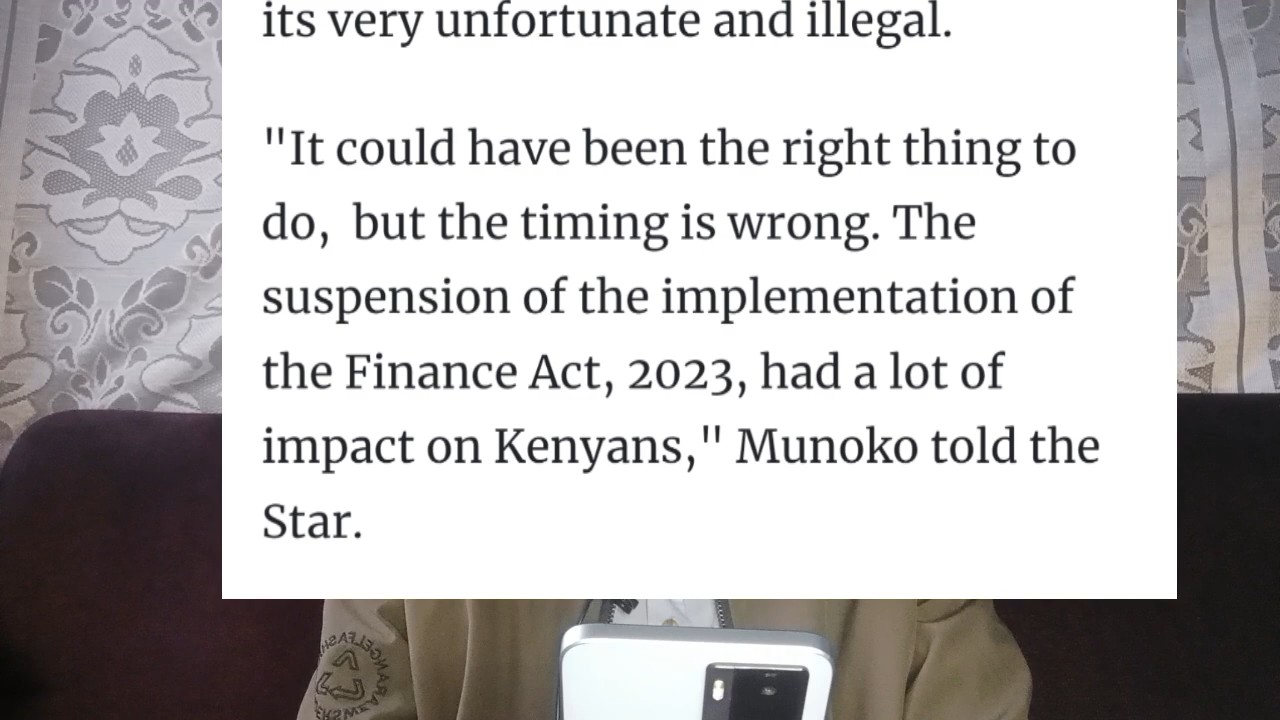 its very unfortunate and illegal.
"It could have been the right thing to
do,  but the timing is wrong. The
suspension of the implementation of
the Finance Act, 2023, had a lot of
impact on Kenyans," Munoko told the
Star.